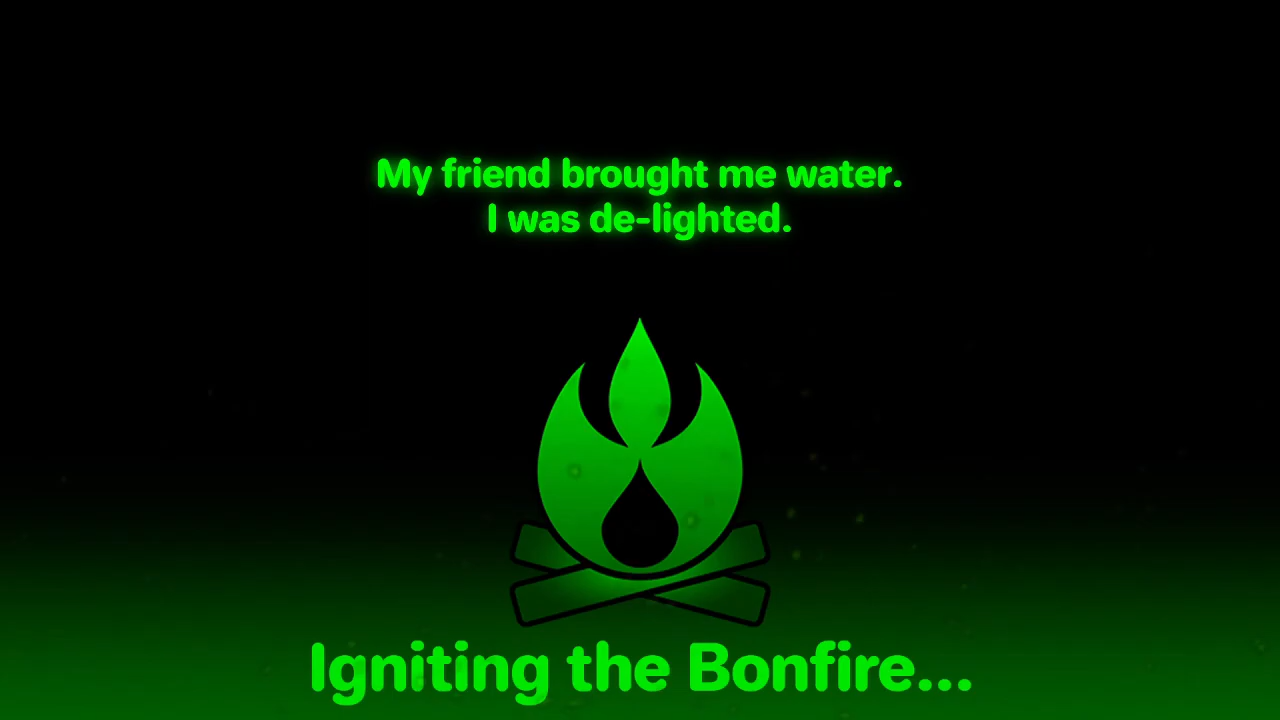 My friend brought me water.
I was de-lighted.
Igniting the Bonfire...